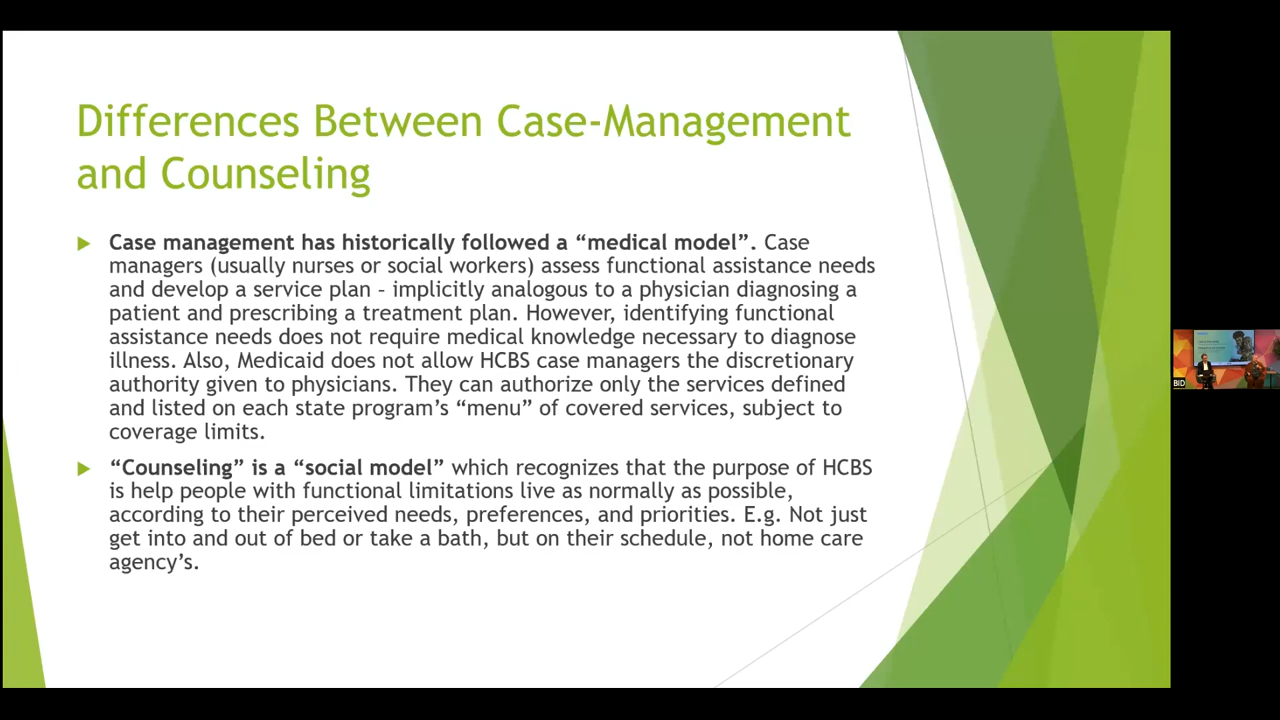 Differences Between Case-Management
and Counseling
Case management has historically followed a “medical model”. Case
managers (usually nurses or social workers) assess functional assistance needs
and develop a service plan – implicitly analogous to a physician diagnosing a
patient and prescribing a treatment plan. However, identifying functional
assistance needs does not require medical knowledge necessary to diagnose
illness. Also, Medicaid does not allow HCBS case managers the discretionary
authority given to physicians. They can authorize only the services defined
and listed on each state program’s “menu” of covered services, subject to
coverage limits.
“Counseling” is a “social model” which recognizes that the purpose of HCBS
is help people with functional limitations live as normally as possible,
according to their perceived needs, preferences, and priorities. E.g. Not just
get into and out of bed or take a bath, but on their schedule, not home care
agency’s.
BID